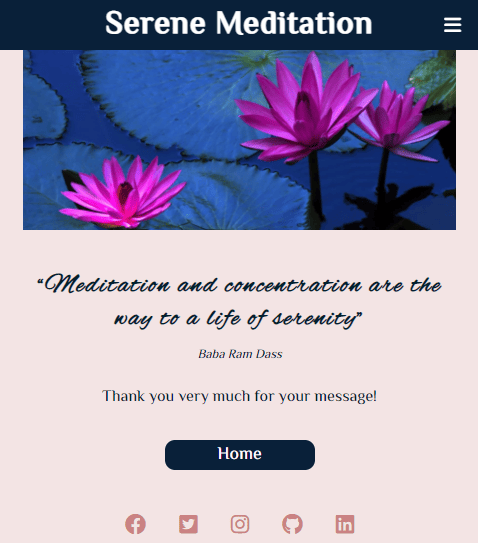 Serene Meditation
“Meditation and concentration are the
way to a life of serenity”
Baba Ram Dass
Thank you very much for your message!
Home